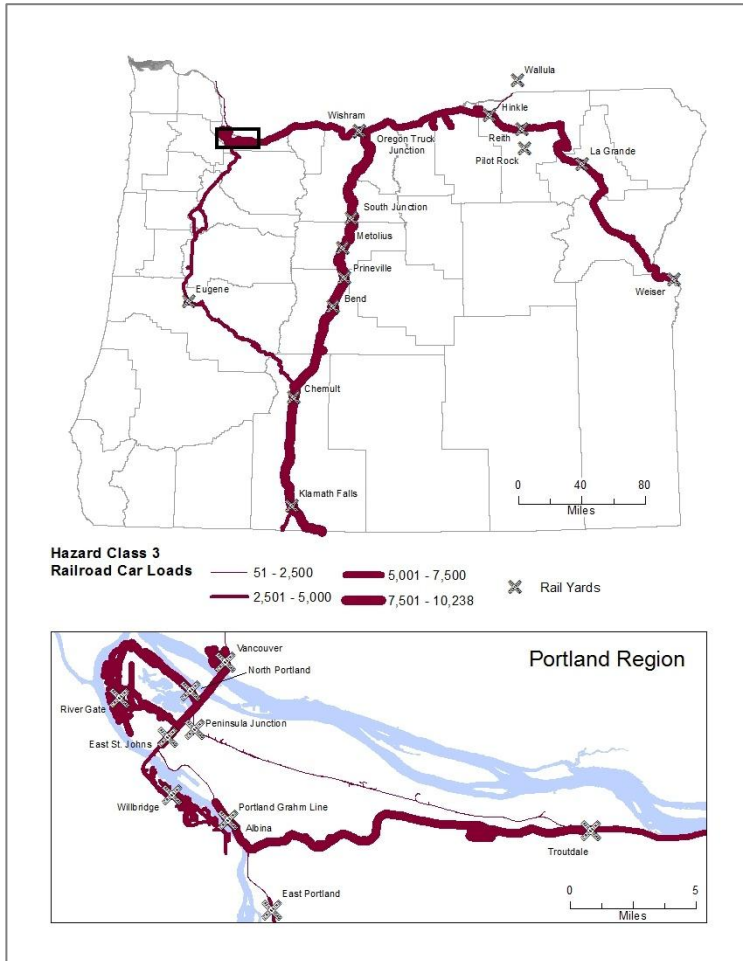 Wallula
Hinkle
Wishram
Oregon Truck
Junction
Reith
Pilot Rock
La Grande
South Junction
Metolius
Prineville
Weiser
Eugene
Bend
Chemult
Klamath Falls
0 40 80
Miles
Hazard Class 3
Railroad Car Loads
51 - 2,500
5,001 - 7,500
2,501 - 5,000
7,501 - 10,238
Rail Yards
Portland Region
Vancouver
North Portland
River Gate
Peninsula Junction
East St. Johns
Willbridge
Portland Grahm Line
Albina
Troutdale
East Portland
0 5
Miles